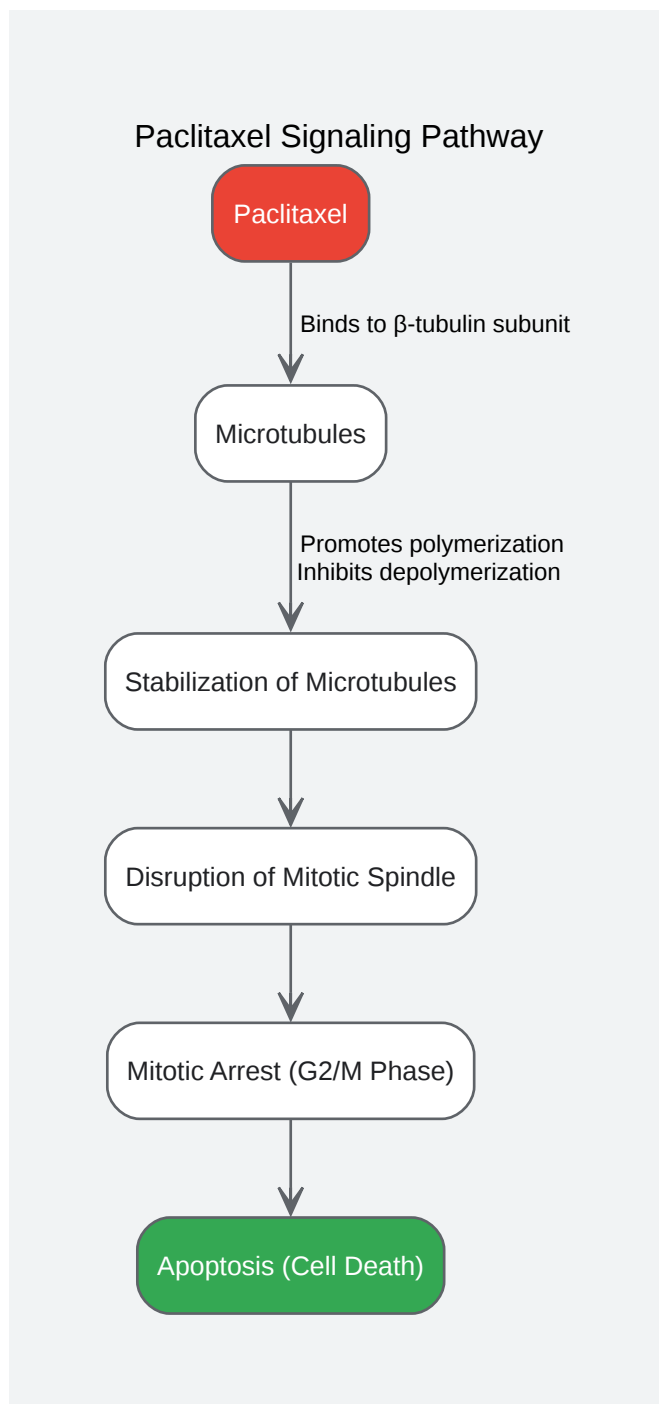 Paclitaxel Signaling Pathway
Paclitaxel
Binds to β-tubulin subunit
Microtubules
Promotes polymerization
Inhibits depolymerization
Stabilization of Microtubules
Disruption of Mitotic Spindle
Mitotic Arrest (G2/M Phase)
Apoptosis (Cell Death)